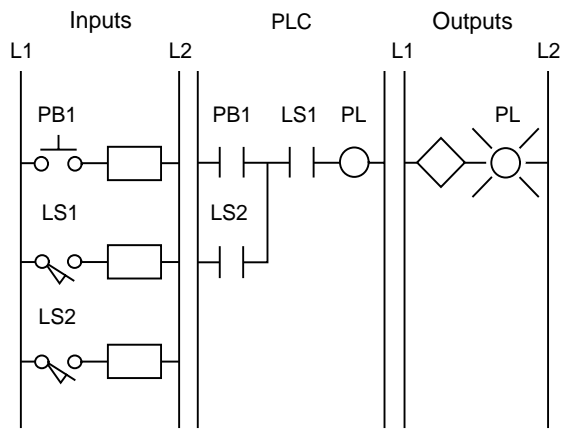 Inputs PLC Outputs
L1 L2 L1 L2
PB1 PB1 LS1 PL PL
LS1 LS2
LS2